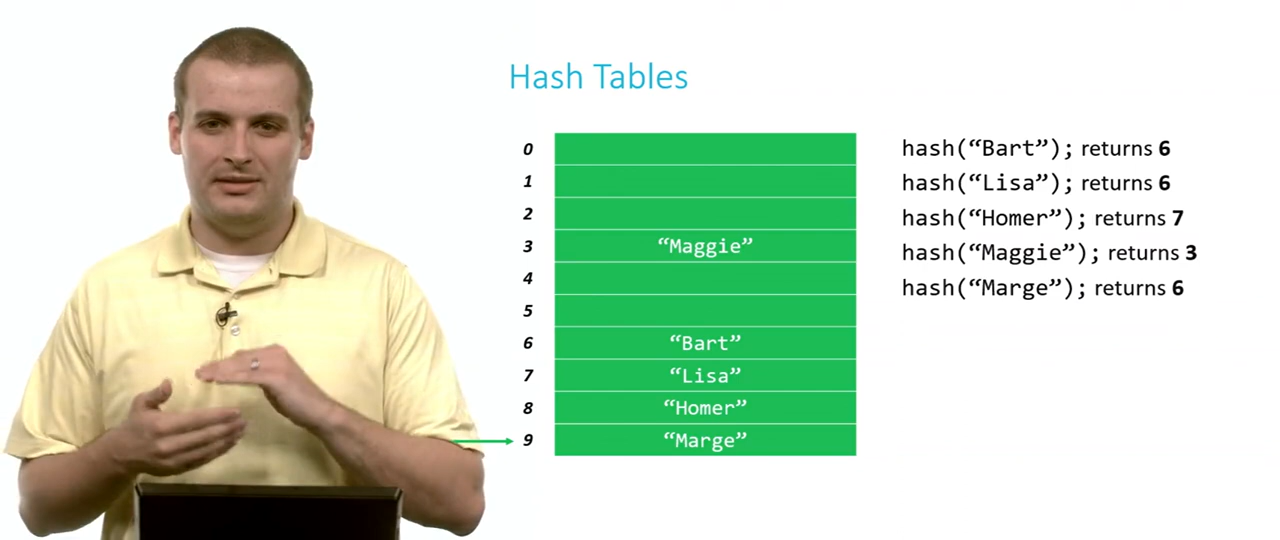 Hash Tables
0
1
2
3 “Maggie”
4
5
6 “Bart”
7 “Lisa”
8 “Homer”
9 “Marge”
hash(“Bart”); returns 6
hash(“Lisa”); returns 6
hash(“Homer”); returns 7
hash(“Maggie”); returns 3
hash(“Marge”); returns 6